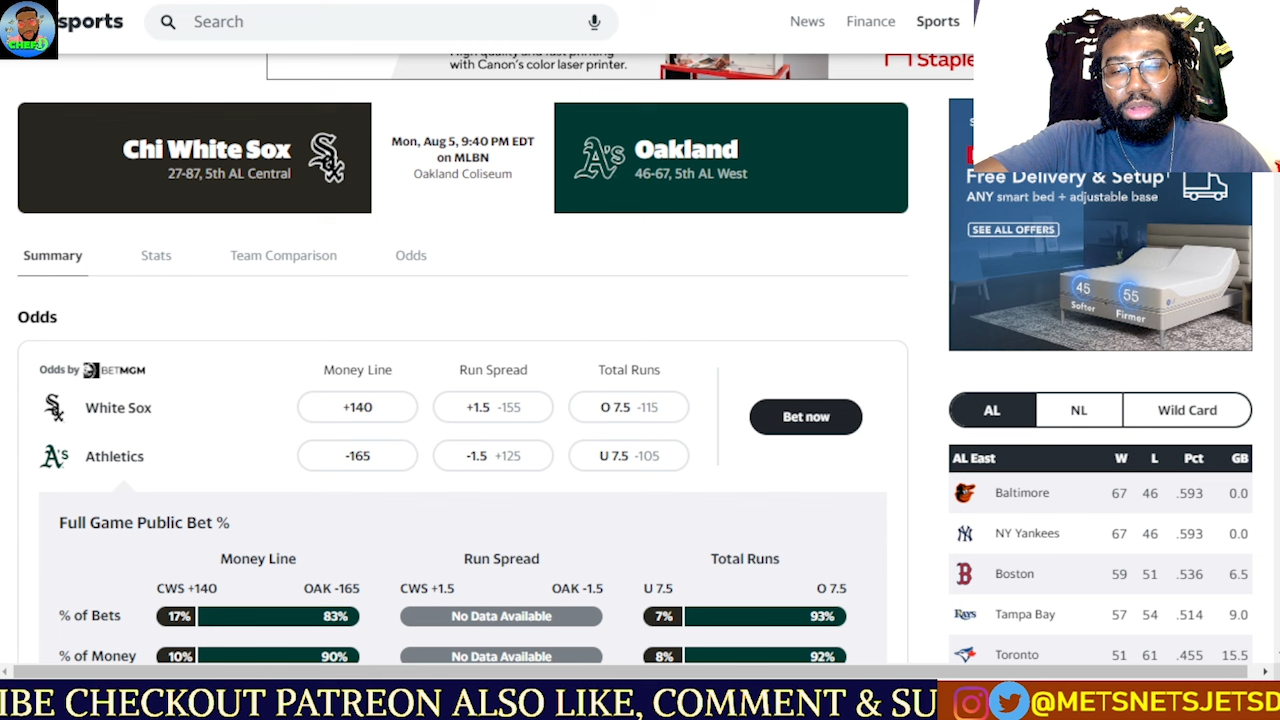 CHEF
sports
Search
News Finance Sports
High quality and fast printing
with Canon's color laser printer.
Staple
Chi White Sox
27-87, 5th AL Central
Mon, Aug 5, 9:40 PM EDT
on MLBN
Oakland Coliseum
Oakland
46-67, 5th AL West
Free Delivery & Setup
ANY smart bed + adjustable base
SEE ALL OFFERS
45
Softer
55
Firmer
Summary Stats Team Comparison Odds
Odds
Odds by BETMGM
Money Line Run Spread Total Runs
White Sox +140 +1.5 -155 O 7.5 -115
Athletics -165 -1.5 +125 U 7.5 -105
Bet now
Full Game Public Bet %
Money Line Run Spread Total Runs
CWS +140 OAK -165 CWS +1.5 OAK -1.5 U 7.5 O 7.5
% of Bets 17% 83% No Data Available 7% 93%
% of Money 10% 90% No Data Available 8% 92%
AL NL Wild Card
AL East W L Pct GB
Baltimore 67 46 .593 0.0
NY Yankees 67 46 .593 0.0
Boston 59 51 .536 6.5
Rays Tampa Bay 57 54 .514 9.0
Toronto 51 61 .455 15.5
IBE CHECKOUT PATREON ALSO LIKE, COMMENT & SU
@METSNETSJETSD